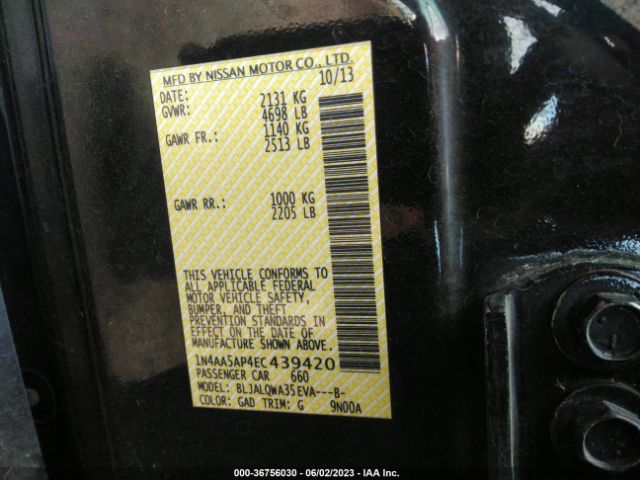 MFD BY NISSAN MOTOR CO., LTD.
DATE: 10/13
GVWR: 2131 KG
4698 LB
GAWR FR.: 1140 KG
2513 LB
GAWR RR.: 1000 KG
2205 LB
THIS VEHICLE CONFORMS TO
ALL APPLICABLE FEDERAL
MOTOR VEHICLE SAFETY,
BUMPER, AND THEFT
PREVENTION STANDARDS IN
EFFECT ON THE DATE OF
MANUFACTURE SHOWN ABOVE.
1N4AA5AP4EC439420
PASSENGER CAR 660
MODEL: BLJALQWA35EVA---B-
COLOR: GAD TRIM: G 9N00A
000-36756030 - 06/02/2023 - IAA Inc.